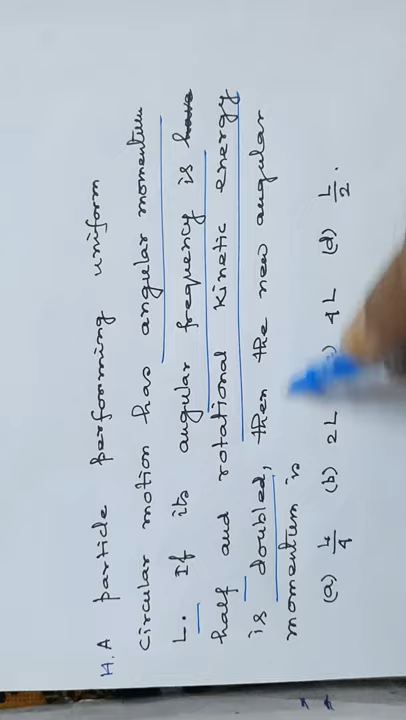 H. A particle performing uniform
circular motion has angular momentum
L. If its angular frequency is
half and rotational kinetic energy
is doubled, then the new angular
momentum is
(a) L/4 (b) 2L ) 4L (d) L/2.